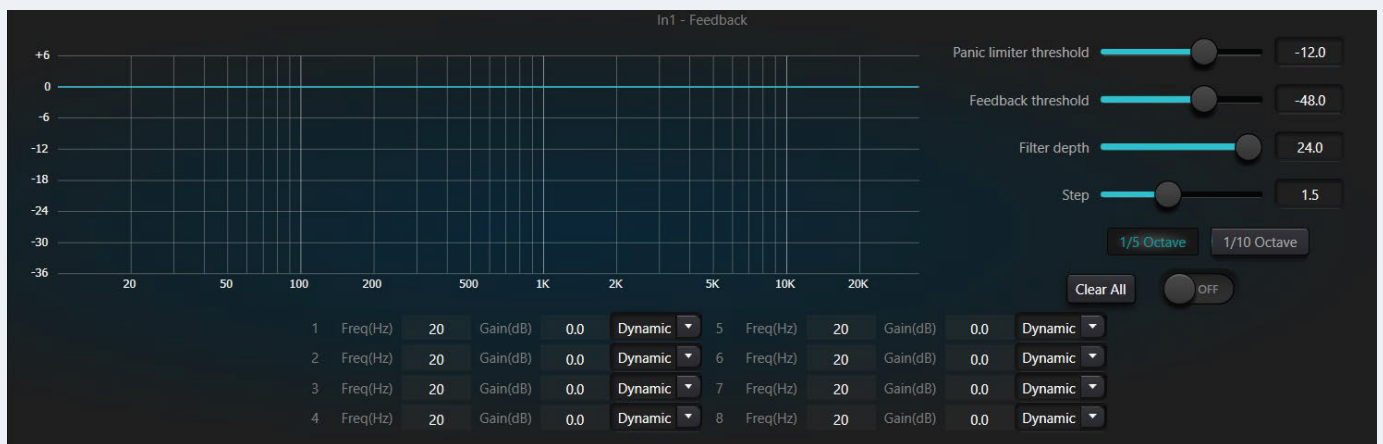 In1 - Feedback
+6
0
-6
-12
-18
-24
-30
-36
20 50 100 200 500 1K 2K 5K 10K 20K
Panic limiter threshold -12.0
Feedback threshold -48.0
Filter depth 24.0
Step 1.5
1/5 Octave 1/10 Octave
Clear All OFF
1 Freq(Hz) 20 Gain(dB) 0.0 Dynamic 5 Freq(Hz) 20 Gain(dB) 0.0 Dynamic
2 Freq(Hz) 20 Gain(dB) 0.0 Dynamic 6 Freq(Hz) 20 Gain(dB) 0.0 Dynamic
3 Freq(Hz) 20 Gain(dB) 0.0 Dynamic 7 Freq(Hz) 20 Gain(dB) 0.0 Dynamic
4 Freq(Hz) 20 Gain(dB) 0.0 Dynamic 8 Freq(Hz) 20 Gain(dB) 0.0 Dynamic